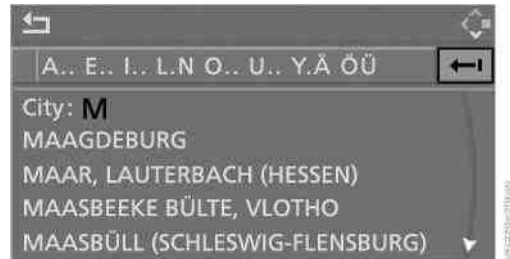 A.. E.. I.. L.N O.. U.. Y.Ä ÖÜ
City: M
MAAGDEBURG
MAAR, LAUTERBACH (HESSEN)
MAASBEEKE BÜLTE, VLOTHO
MAASBÜLL (SCHLESWIG-FLENSBURG)